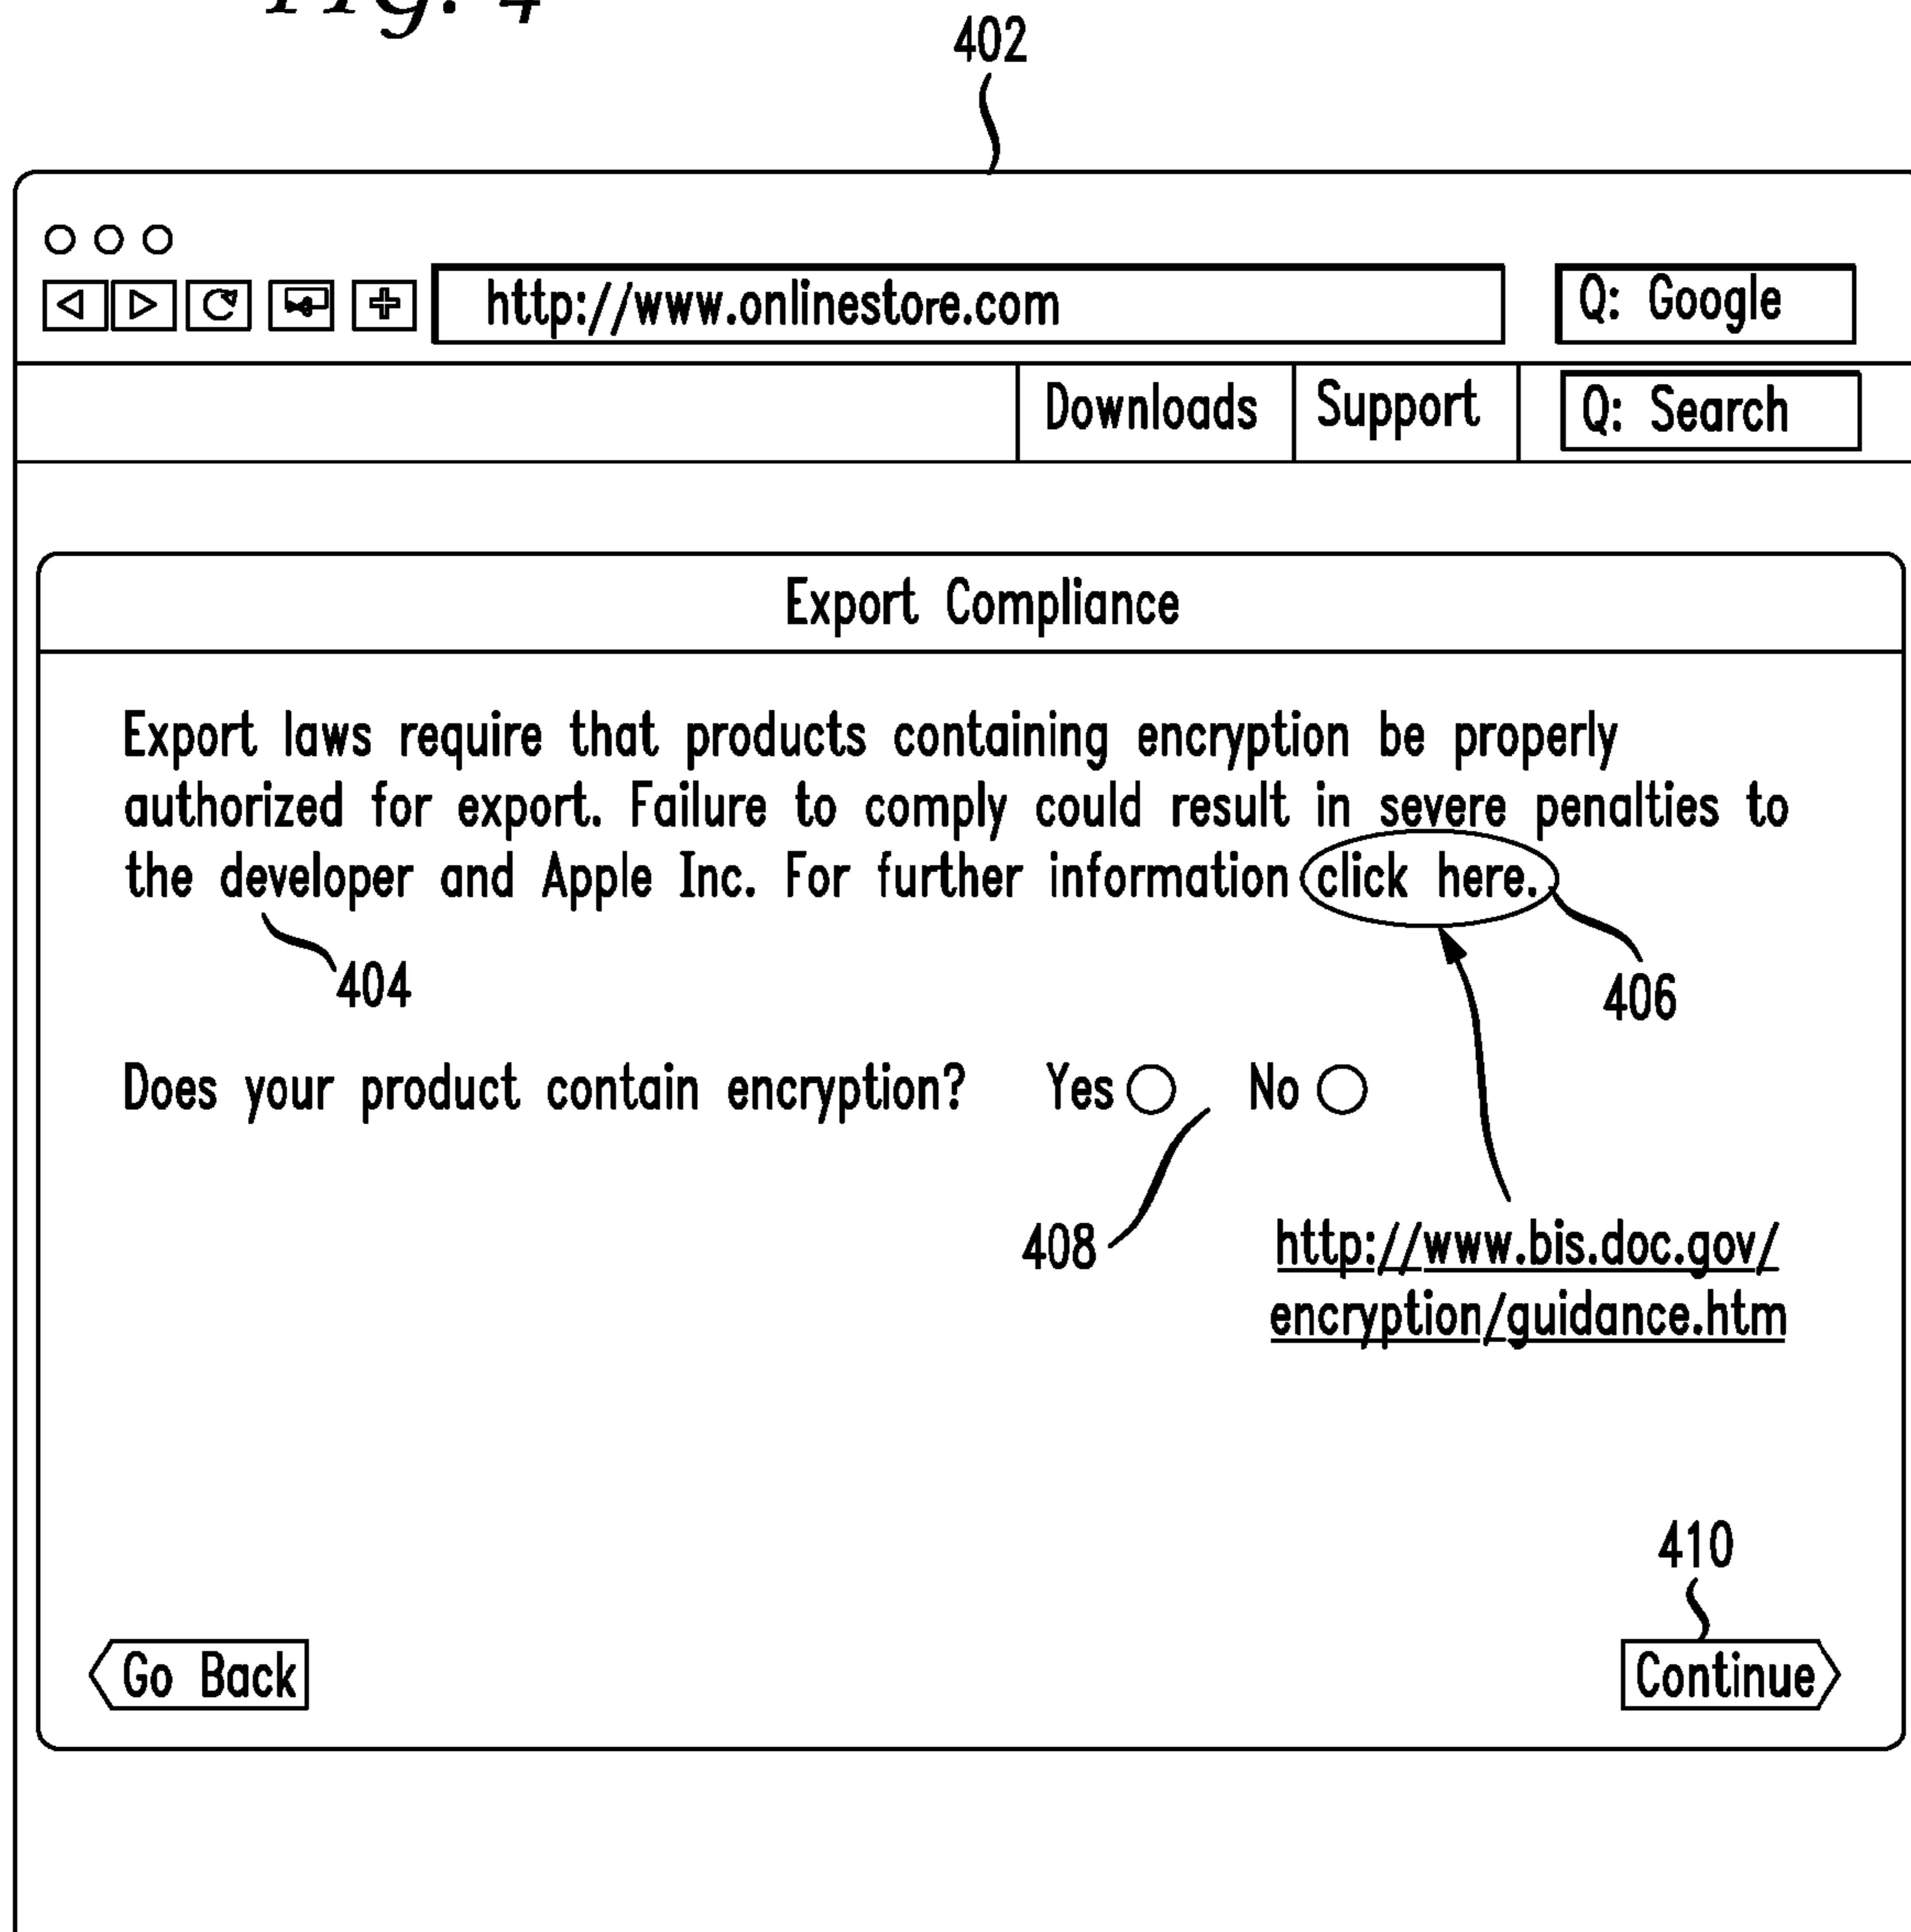 Fig. 4
402
http://www.onlinestore.com
Q: Google
Downloads
Support
Q: Search
Export Compliance
Export laws require that products containing encryption be properly
authorized for export. Failure to comply could result in severe penalties to
the developer and Apple Inc. For further information click here.
404
406
Does your product contain encryption? Yes No
408
http://www.bis.doc.gov/
encryption/guidance.htm
410
Go Back
Continue